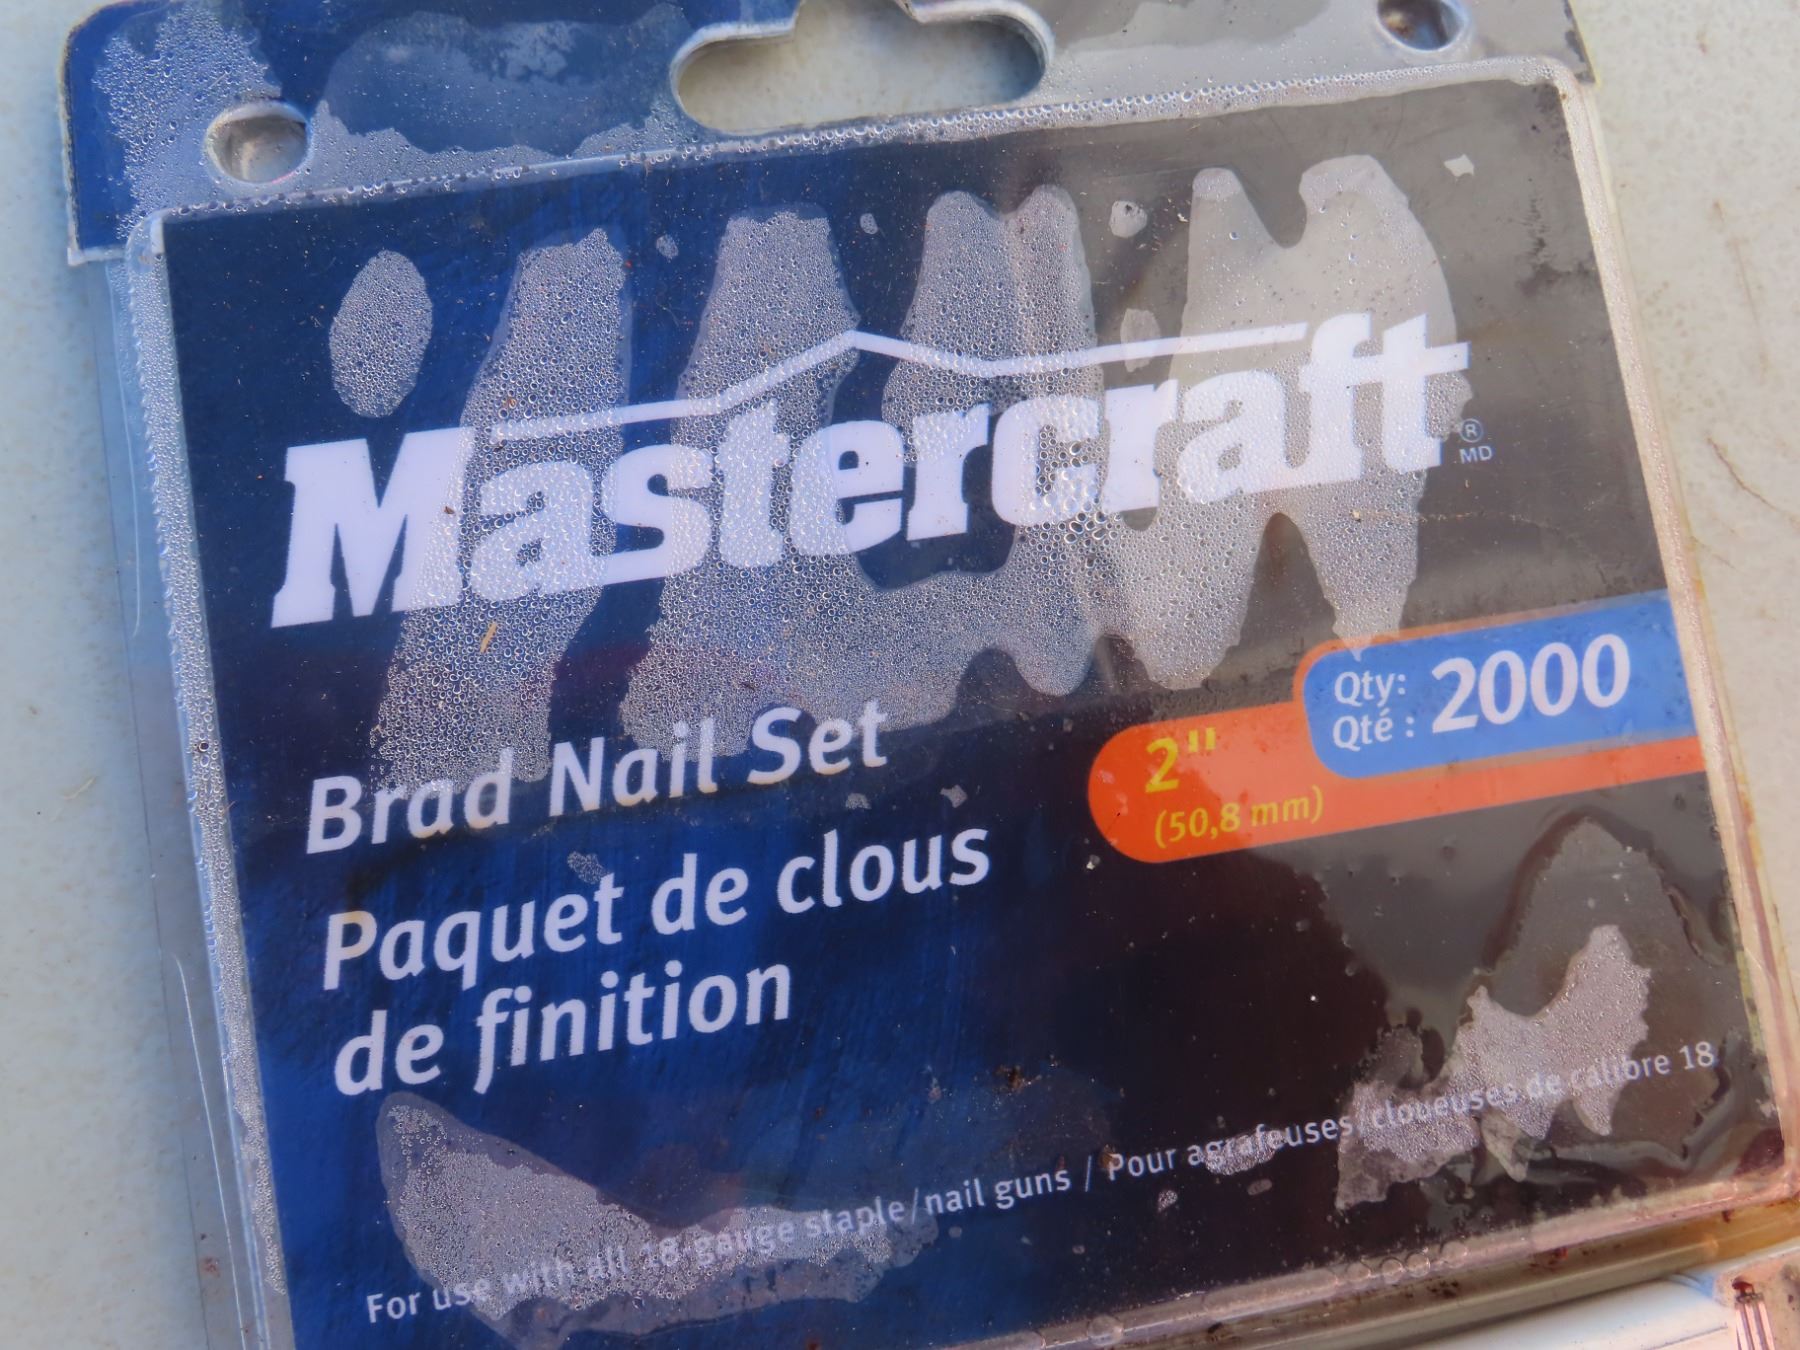 Mastercraft
®
MD
Qty:
Qté : 2000
2"
(50,8 mm)
Brad Nail Set
Paquet de clous
de finition
For use with all 18-gauge staple/nail guns / Pour agrafeuses/cloueuses de calibre 18